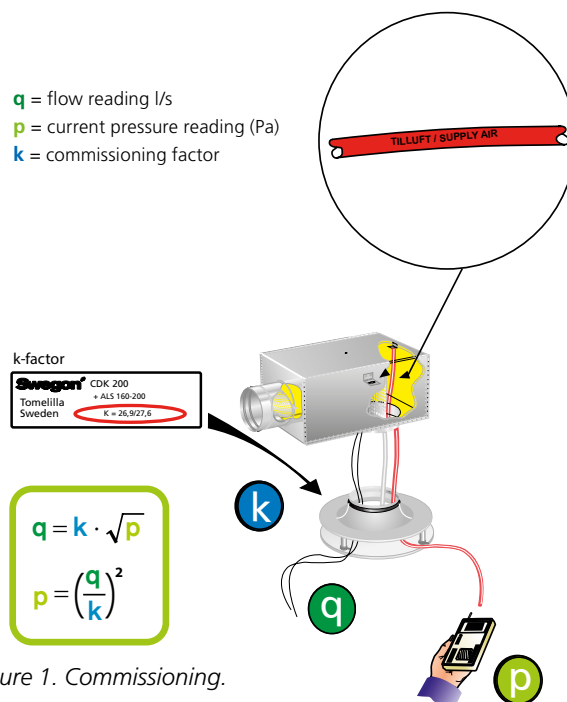 q = flow reading l/s
p = current pressure reading (Pa)
k = commissioning factor
TILLUFT / SUPPLY AIR
k-factor
Swegon CDK 200
+ ALS 160-200
Tomelilla
Sweden K = 26,9/27,6
k
q = k · √p
p = (q/k)²
q
p
ure 1. Commissioning.